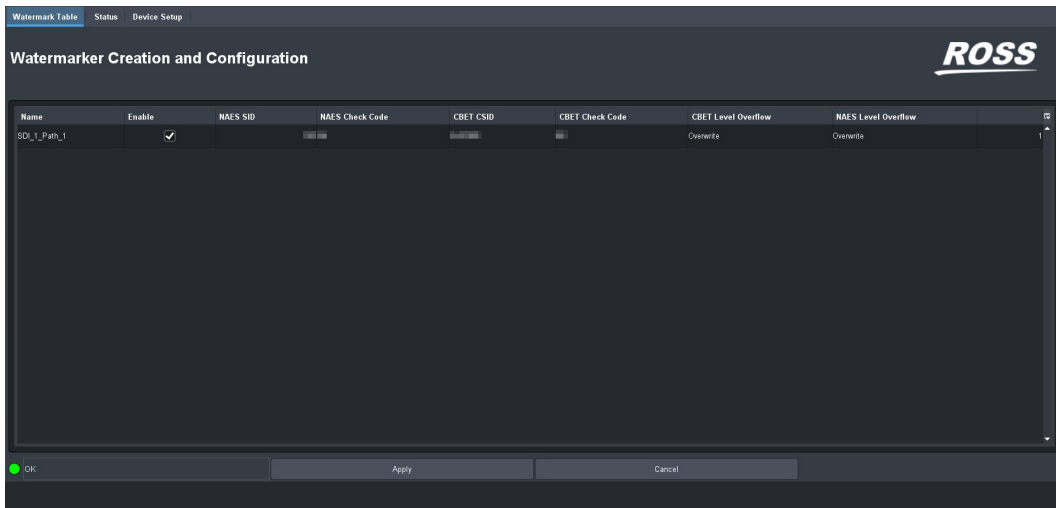 Watermark Table Status Device Setup
Watermarker Creation and Configuration
ROSS
Name Enable NAES SID NAES Check Code CBET CSID CBET Check Code CBET Level Overflow NAES Level Overflow
SDI_1_Path_1 Overwrite Overwrite 1
OK Apply Cancel